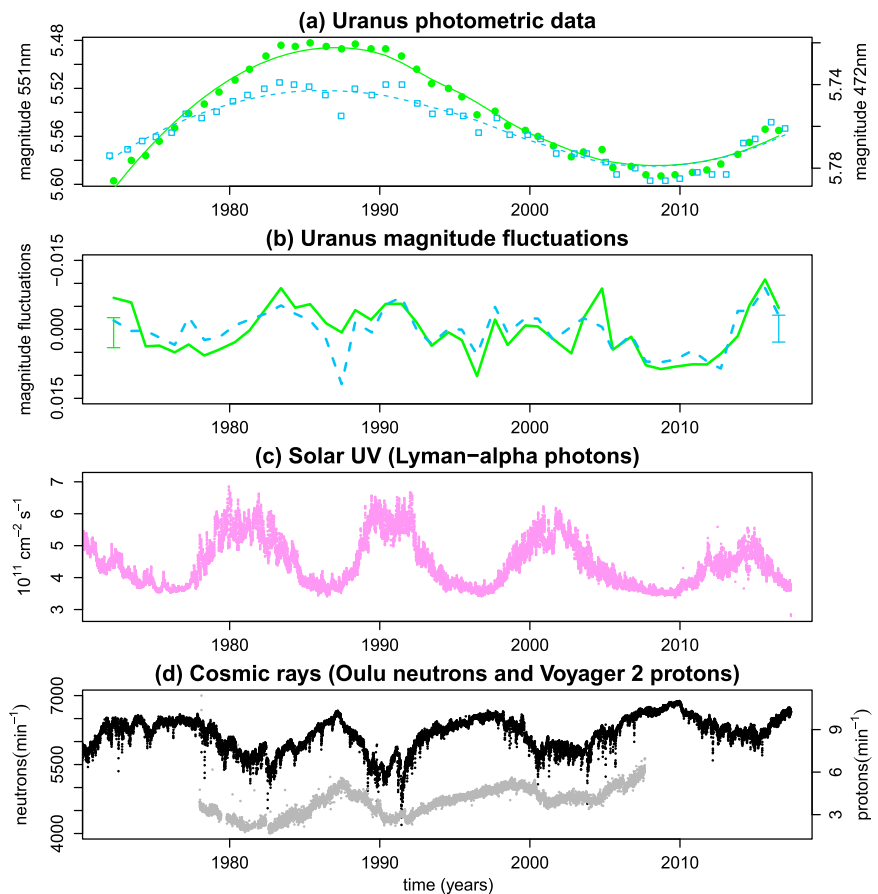 (a) Uranus photometric data
magnitude 551nm
5.48
5.52
5.56
5.60
5.74
5.78
magnitude 472nm
1980 1990 2000 2010
(b) Uranus magnitude fluctuations
magnitude fluctuations
-0.015
0.000
0.015
1980 1990 2000 2010
(c) Solar UV (Lyman−alpha photons)
10¹¹ cm⁻² s⁻¹
7
6
5
4
3
1980 1990 2000 2010
(d) Cosmic rays (Oulu neutrons and Voyager 2 protons)
neutrons(min⁻¹)
7000
5500
4000
9
6
3
protons(min⁻¹)
1980 1990 2000 2010
time (years)